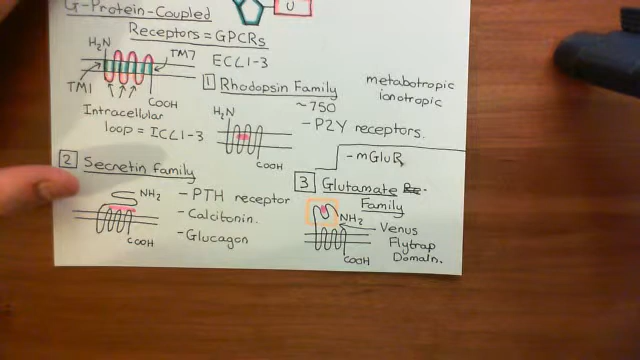 G-Protein-Coupled
U
Receptors = GPCRs
H₂N
TM7
ECL1-3
TM1
COOH
Intracellular
loop = ICL1-3
1 Rhodopsin Family
~750
- P2Y receptors.
metabotropic
ionotropic
H₂N
COOH
2 Secretin Family
NH₂
COOH
- PTH receptor
- Calcitonin.
- Glucagon
- mGluR
3 Glutamate
Family
NH₂
COOH
Venus
Flytrap
Domain.